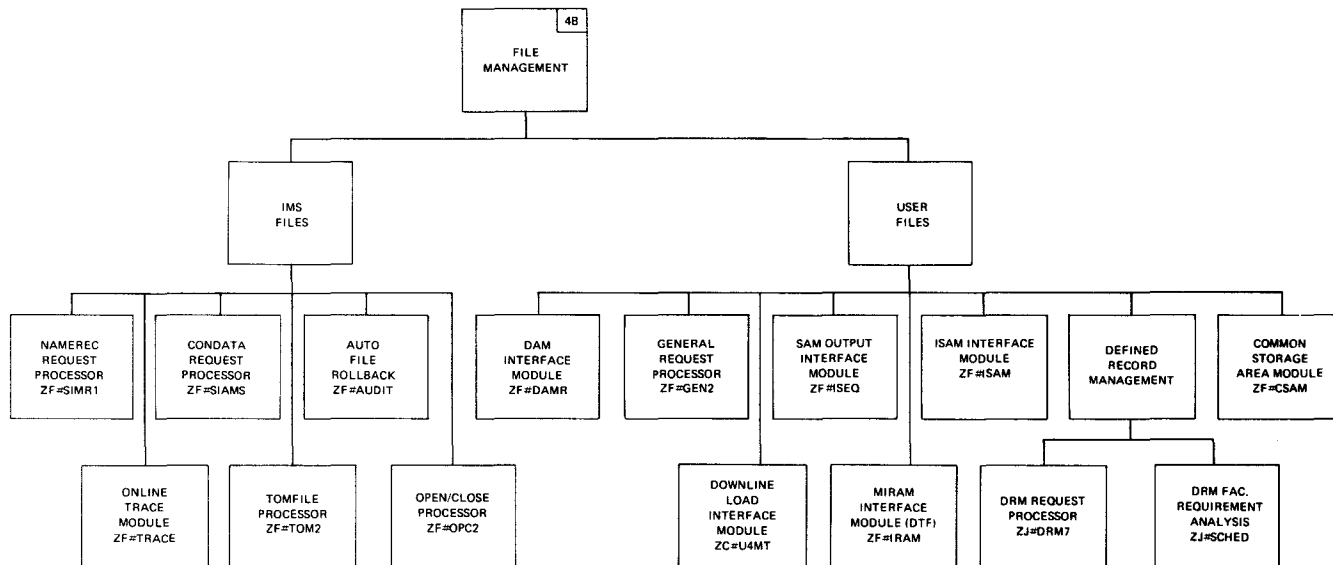 4B
FILE
MANAGEMENT
IMS
FILES
USER
FILES
NAMEREC
REQUEST
PROCESSOR
ZF#SIMR1
CONDATA
REQUEST
PROCESSOR
ZF#SIAMS
AUTO
FILE
ROLLBACK
ZF#AUDIT
DAM
INTERFACE
MODULE
ZF#DAMR
GENERAL
REQUEST
PROCESSOR
ZF#GEN2
SAM OUTPUT
INTERFACE
MODULE
ZF#ISEQ
ISAM INTERFACE
MODULE
ZF#ISAM
DEFINED
RECORD
MANAGEMENT
COMMON
STORAGE
AREA MODULE
ZF#CSAM
ONLINE
TRACE
MODULE
ZF#TRACE
TOMFILE
PROCESSOR
ZF#TOM2
OPEN/CLOSE
PROCESSOR
ZF#OPC2
DOWNLINE
LOAD
INTERFACE
MODULE
ZC#U4MT
MIRAM
INTERFACE
MODULE (DTF)
ZF#IRAM
DRM REQUEST
PROCESSOR
ZJ#DRM7
DRM FAC.
REQUIREMENT
ANALYSIS
ZJ#SCHED